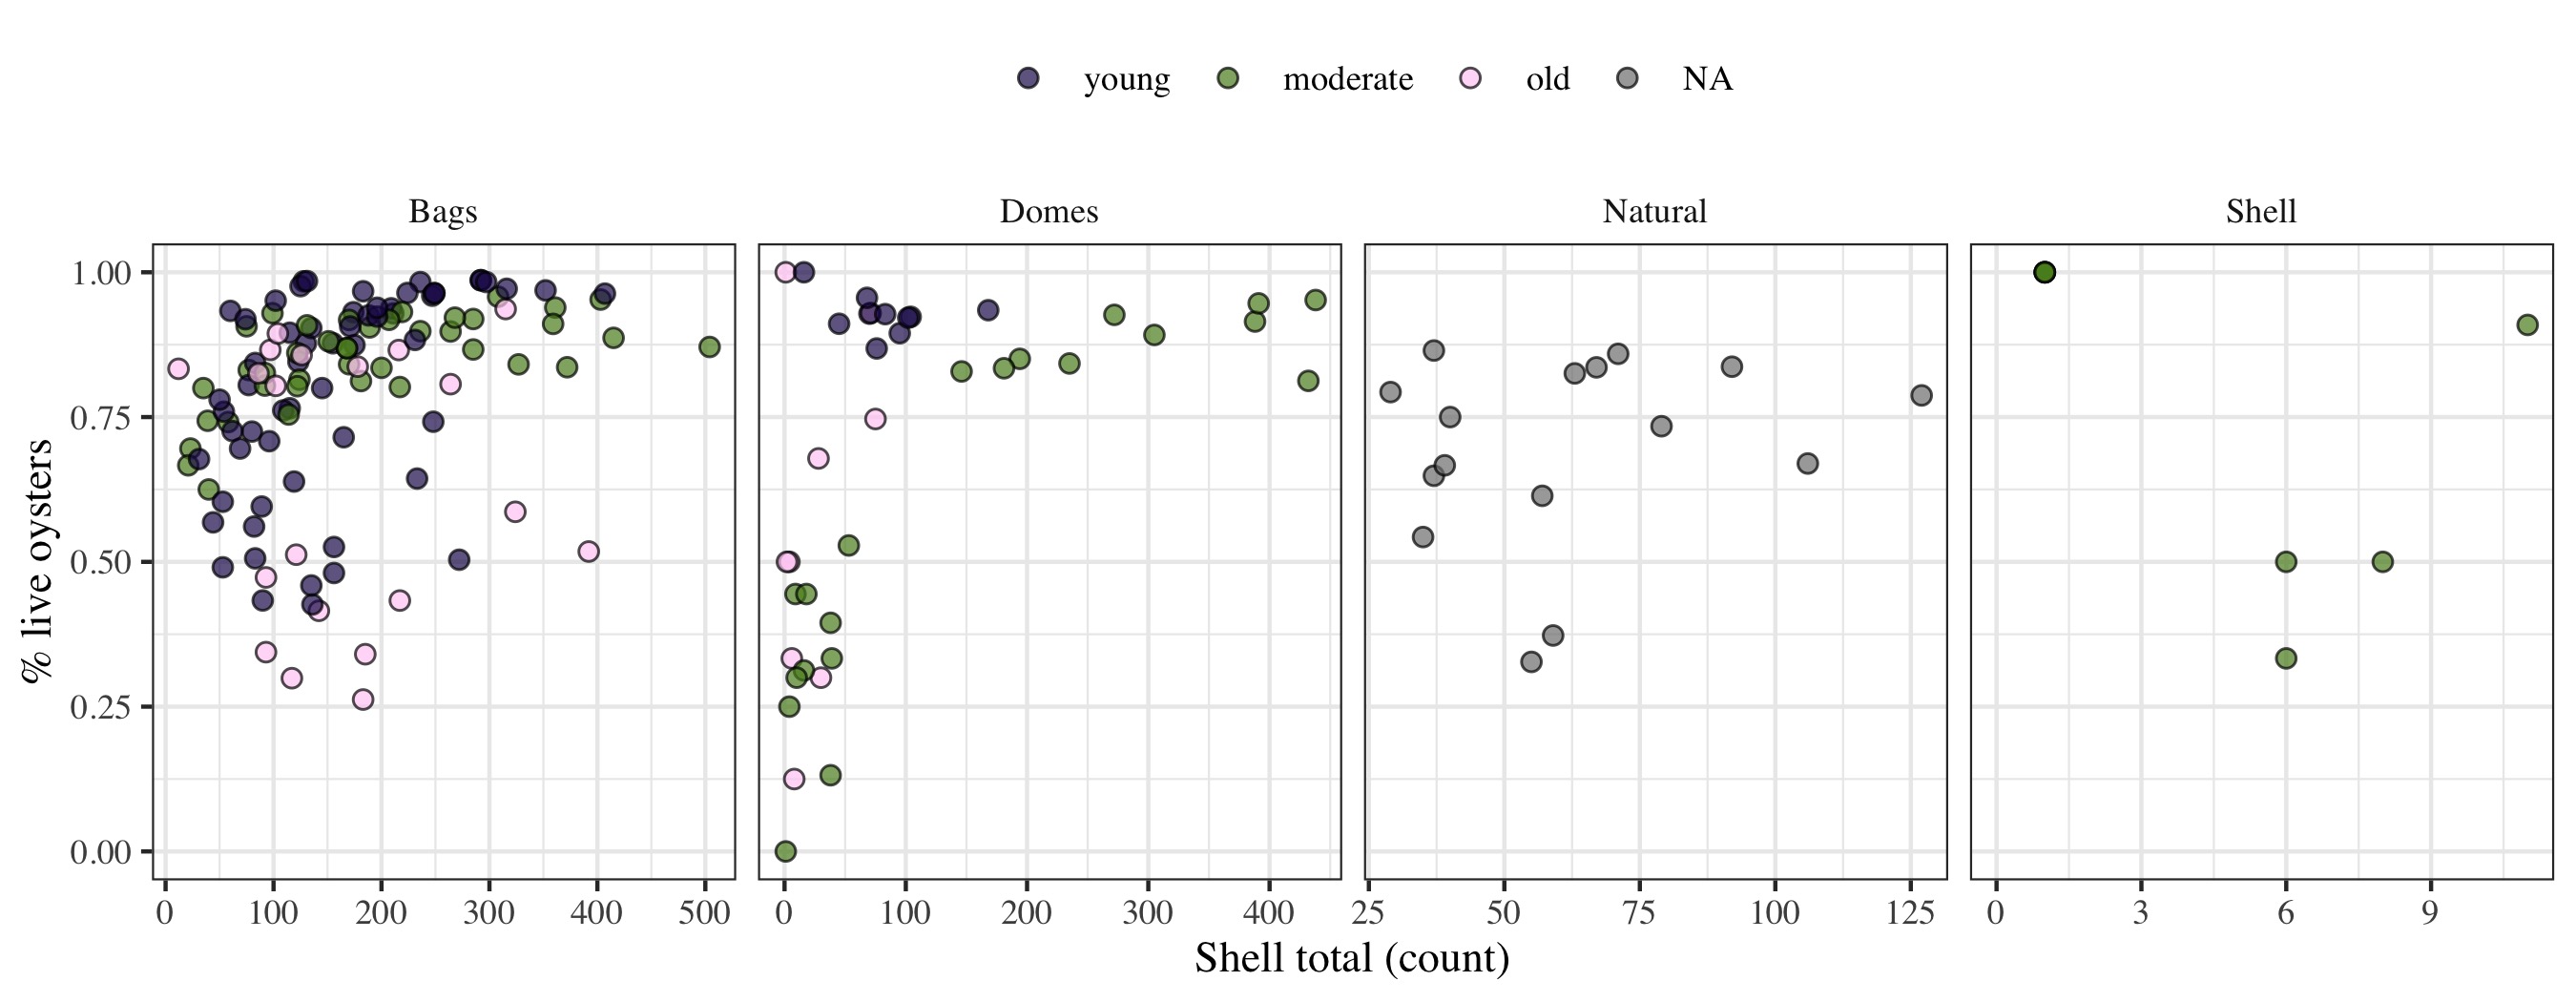 young moderate old NA
Bags Domes Natural Shell
1.00
0.75
0.50
0.25
0.00
% live oysters
0 100 200 300 400 500 0 100 200 300 400 25 50 75 100 125 0 3 6 9
Shell total (count)